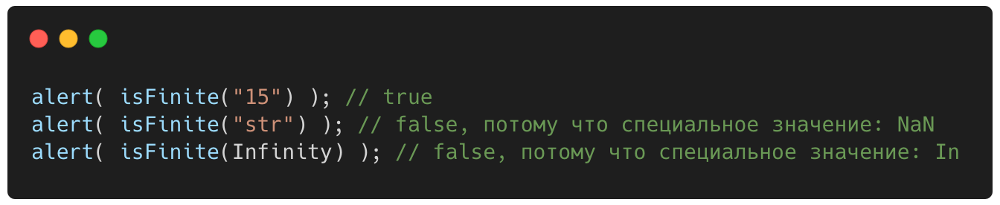 alert( isFinite("15") ); // true
alert( isFinite("str") ); // false, потому что специальное значение: NaN
alert( isFinite(Infinity) ); // false, потому что специальное значение: In